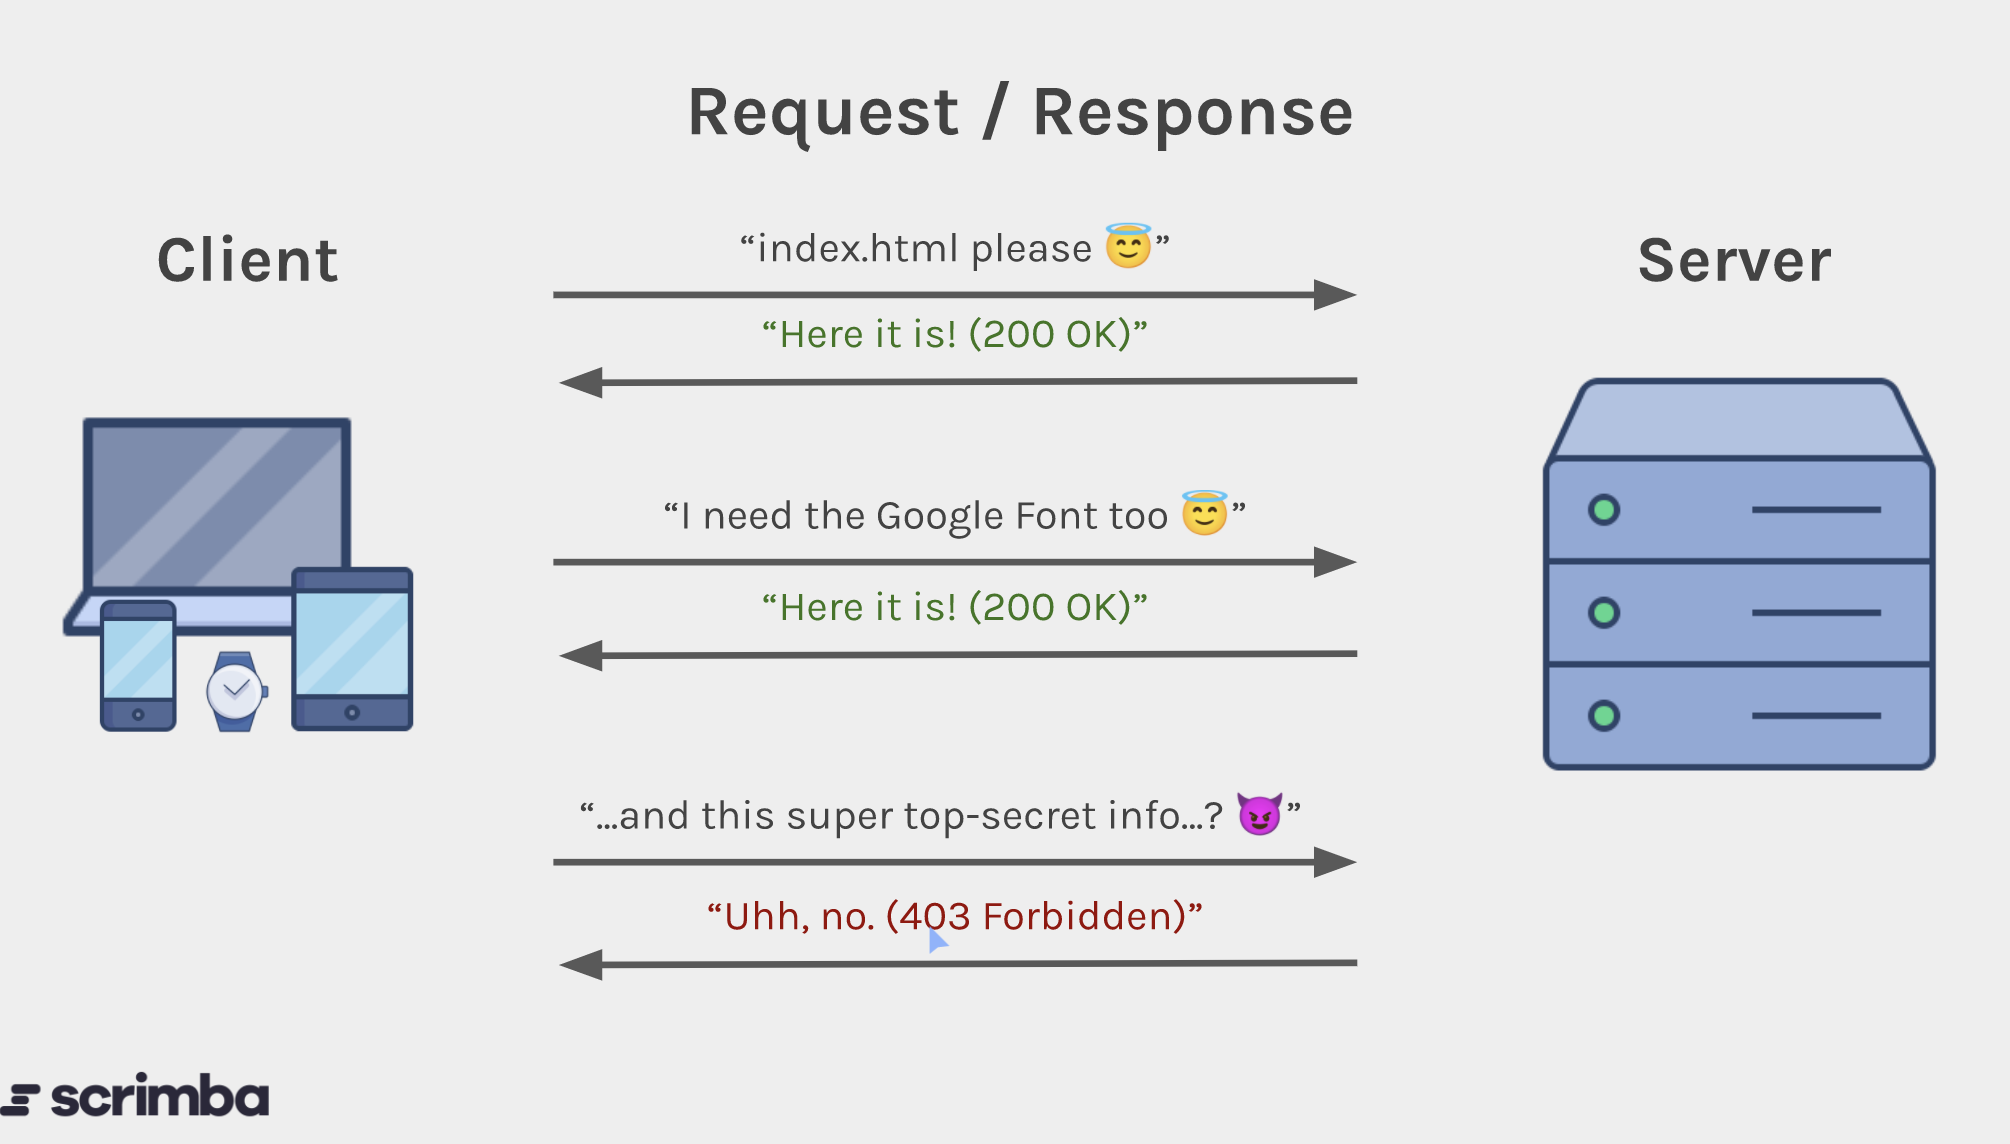 Request / Response
Client
Server
“index.html please 😇”
“Here it is! (200 OK)”
“I need the Google Font too 😇”
“Here it is! (200 OK)”
“...and this super top-secret info...? 😈”
“Uhh, no. (403 Forbidden)”
scrimba